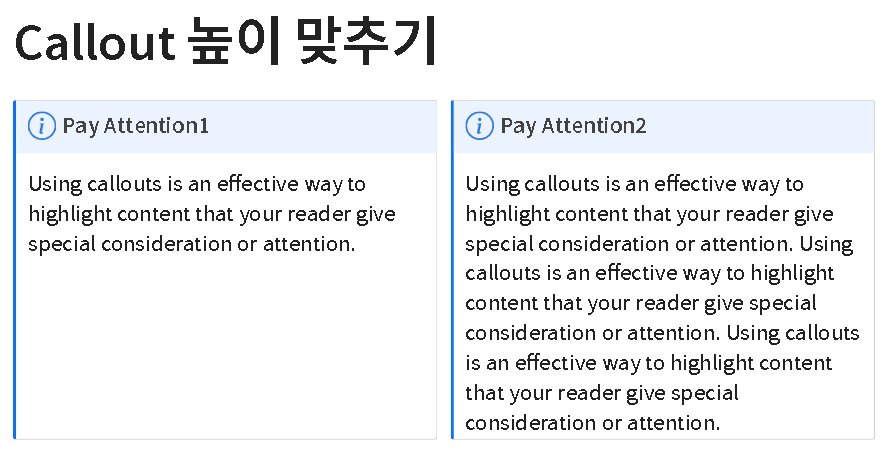 Callout 높이 맞추기
Pay Attention1
Using callouts is an effective way to
highlight content that your reader give
special consideration or attention.
Pay Attention2
Using callouts is an effective way to
highlight content that your reader give
special consideration or attention. Using
callouts is an effective way to highlight
content that your reader give special
consideration or attention. Using callouts
is an effective way to highlight content
that your reader give special
consideration or attention.